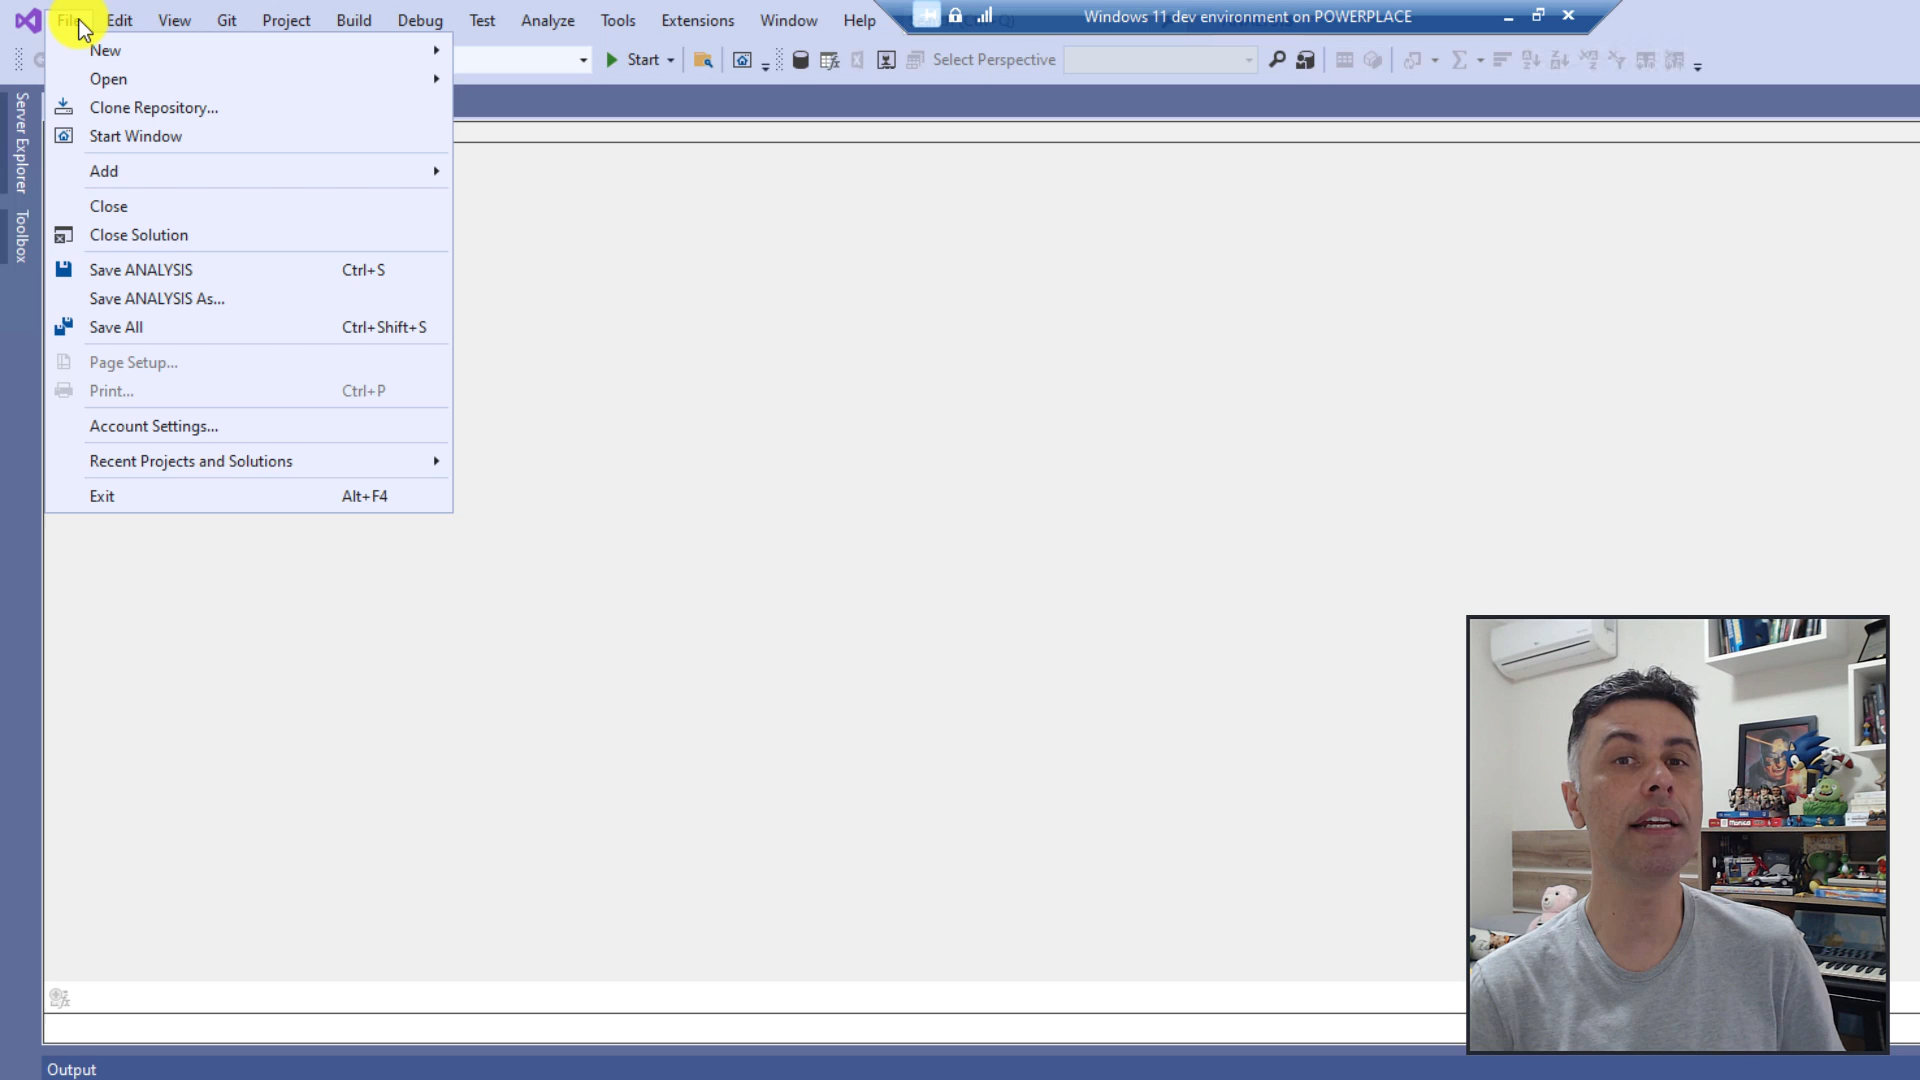 File Edit View Git Project Build Debug Test Analyze Tools Extensions Window Help
Windows 11 dev environment on POWERPLACE
Start
Select Perspective
New
Open
Clone Repository...
Start Window
Add
Close
Close Solution
Save ANALYSIS Ctrl+S
Save ANALYSIS As...
Save All Ctrl+Shift+S
Page Setup...
Print... Ctrl+P
Account Settings...
Recent Projects and Solutions
Exit Alt+F4
Server Explorer
Toolbox
Output